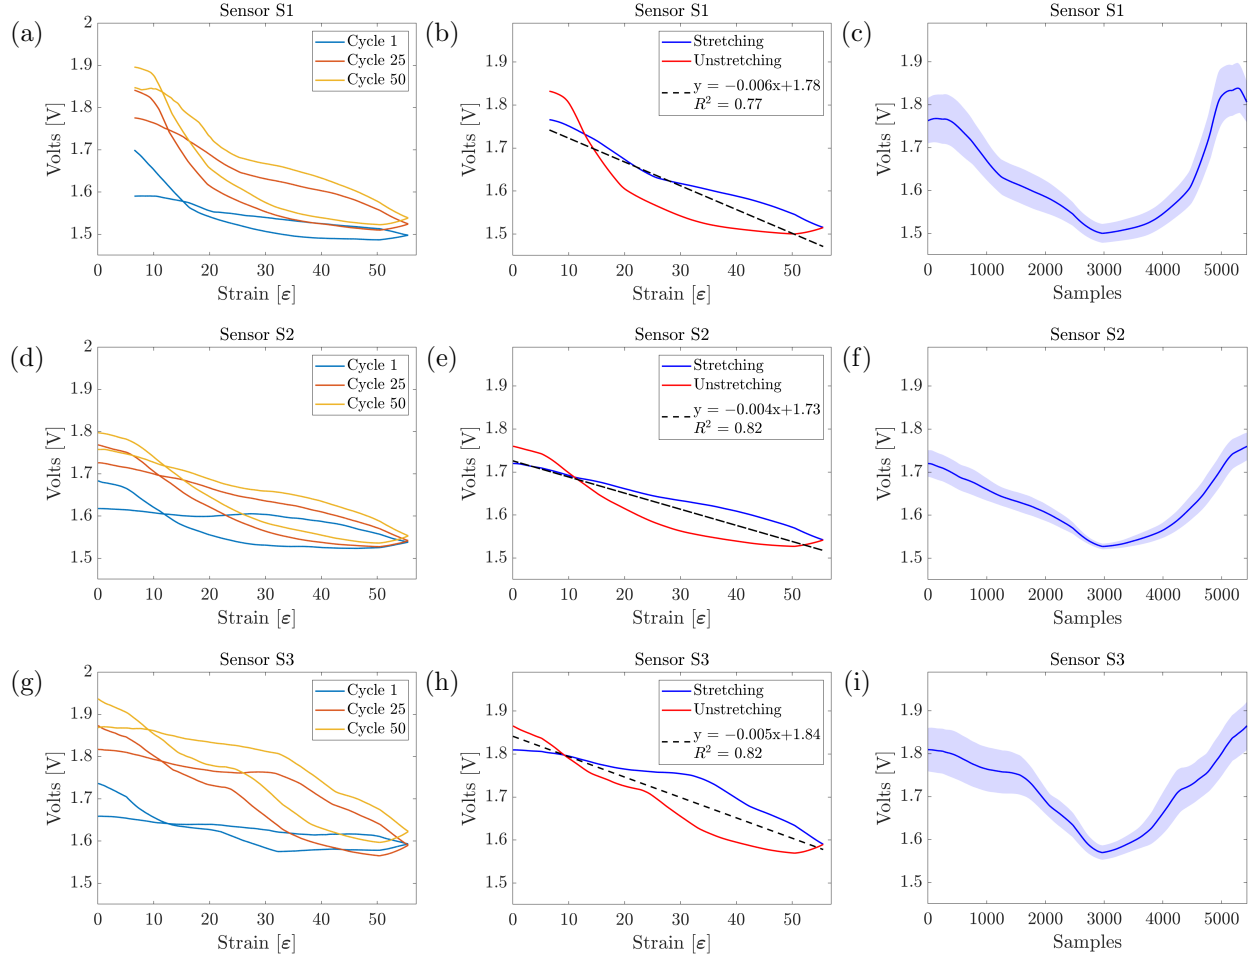 Sensor S1
(a)
Volts [V]
2
1.9
1.8
1.7
1.6
1.5
0 10 20 30 40 50
Strain [ε]
Cycle 1
Cycle 25
Cycle 50
Sensor S1
(b)
Volts [V]
1.9
1.8
1.7
1.6
1.5
0 10 20 30 40 50
Strain [ε]
Stretching
Unstretching
y = −0.006x+1.78
R² = 0.77
Sensor S1
(c)
Volts [V]
1.9
1.8
1.7
1.6
1.5
0 1000 2000 3000 4000 5000
Samples
Sensor S2
(d)
Volts [V]
2
1.9
1.8
1.7
1.6
1.5
0 10 20 30 40 50
Strain [ε]
Cycle 1
Cycle 25
Cycle 50
Sensor S2
(e)
Volts [V]
1.9
1.8
1.7
1.6
1.5
0 10 20 30 40 50
Strain [ε]
Stretching
Unstretching
y = −0.004x+1.73
R² = 0.82
Sensor S2
(f)
Volts [V]
1.9
1.8
1.7
1.6
1.5
0 1000 2000 3000 4000 5000
Samples
Sensor S3
(g)
Volts [V]
2
1.9
1.8
1.7
1.6
1.5
0 10 20 30 40 50
Strain [ε]
Cycle 1
Cycle 25
Cycle 50
Sensor S3
(h)
Volts [V]
1.9
1.8
1.7
1.6
1.5
0 10 20 30 40 50
Strain [ε]
Stretching
Unstretching
y = −0.005x+1.84
R² = 0.82
Sensor S3
(i)
Volts [V]
1.9
1.8
1.7
1.6
1.5
0 1000 2000 3000 4000 5000
Samples